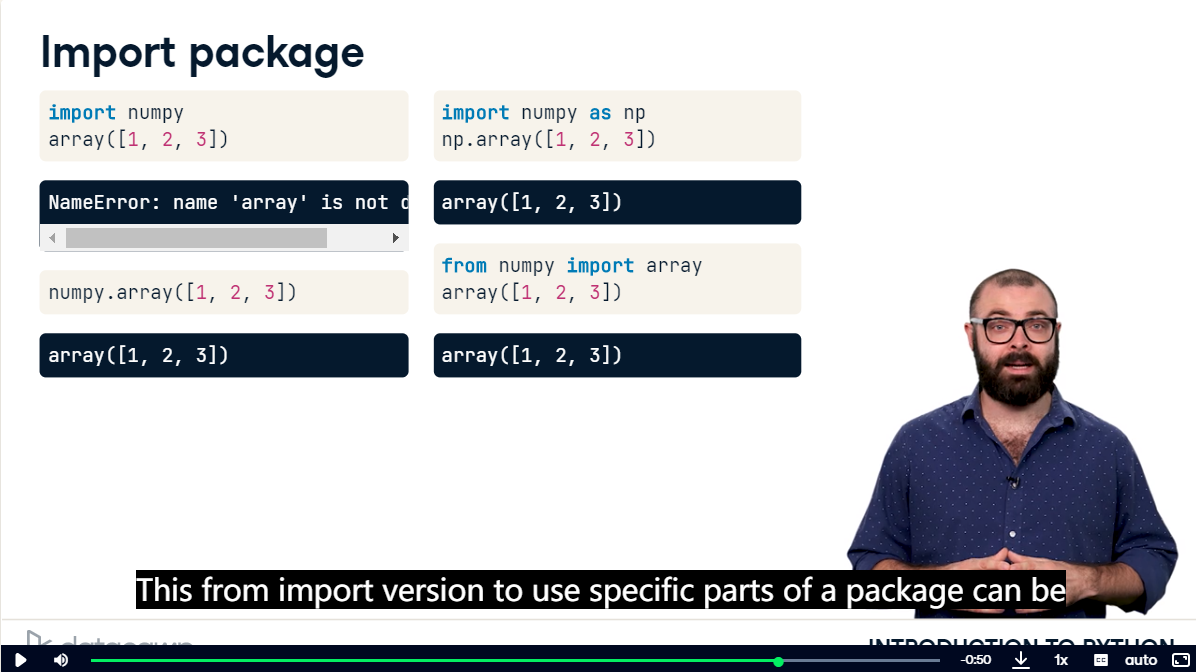 Import package
import numpy
array([1, 2, 3])
NameError: name 'array' is not d
numpy.array([1, 2, 3])
array([1, 2, 3])
import numpy as np
np.array([1, 2, 3])
array([1, 2, 3])
from numpy import array
array([1, 2, 3])
array([1, 2, 3])
This from import version to use specific parts of a package can be
datacamp
INTRODUCTION TO PYTHON
-0:50
1x
CC
auto